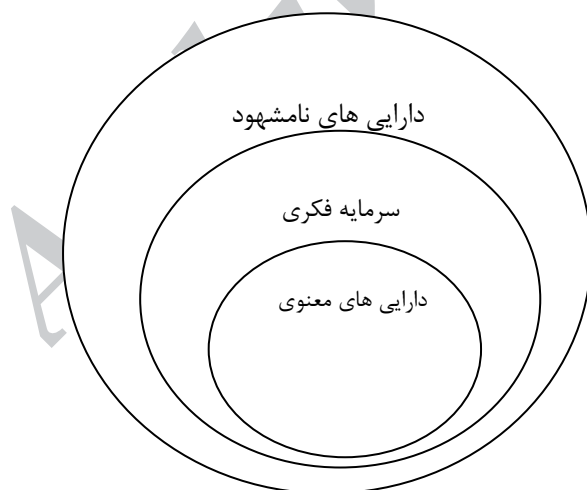 دارایی های نامشهود
سرمایه فکری
دارایی های معنوی